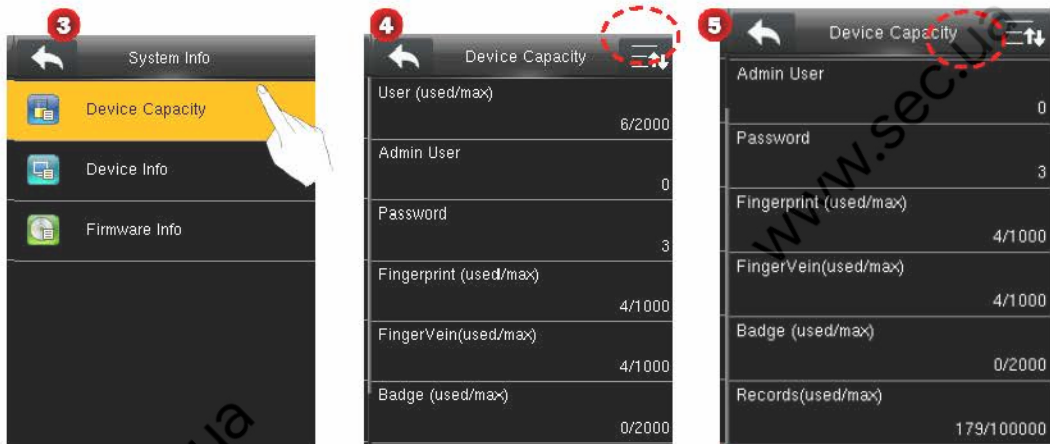 3
System Info
Device Capacity
Device Info
Firmware Info
4
Device Capacity
User (used/max)
6/2000
Admin User
0
Password
3
Fingerprint (used/max)
4/1000
FingerVein(used/max)
4/1000
Badge (used/max)
0/2000
5
Device Capacity
Admin User
0
Password
3
Fingerprint (used/max)
4/1000
FingerVein(used/max)
4/1000
Badge (used/max)
0/2000
Records(used/max)
179/100000
www.sec.ua
ua